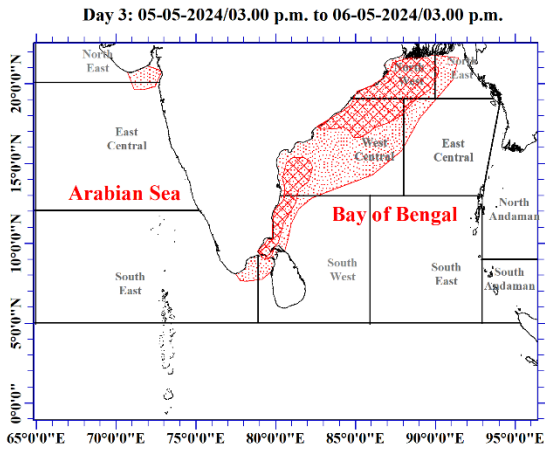 Day 3: 05-05-2024/03.00 p.m. to 06-05-2024/03.00 p.m.
North
East
North
West
North
East
20°0'0"N
East
Central
West
Central
East
Central
15°0'0"N
Arabian Sea
Bay of Bengal
North
Andaman
10°0'0"N
South
East
South
West
South
East
South
Andaman
5°0'0"N
0°0'0"
65°0'0"E
70°0'0"E
75°0'0"E
80°0'0"E
85°0'0"E
90°0'0"E
95°0'0"E